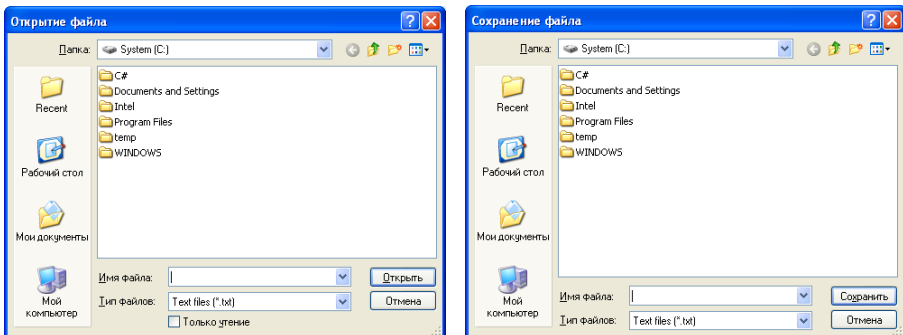 Открытие файла
Папка: System (C:)
C#
Documents and Settings
Intel
Program Files
temp
WINDOWS
Recent
Рабочий стол
Мои документы
Мой компьютер
Имя файла:
Открыть
Тип файлов: Text files (*.txt)
Отмена
Только чтение
Сохранение файла
Папка: System (C:)
C#
Documents and Settings
Intel
Program Files
temp
WINDOWS
Recent
Рабочий стол
Мои документы
Мой компьютер
Имя файла:
Сохранить
Тип файлов: Text files (*.txt)
Отмена